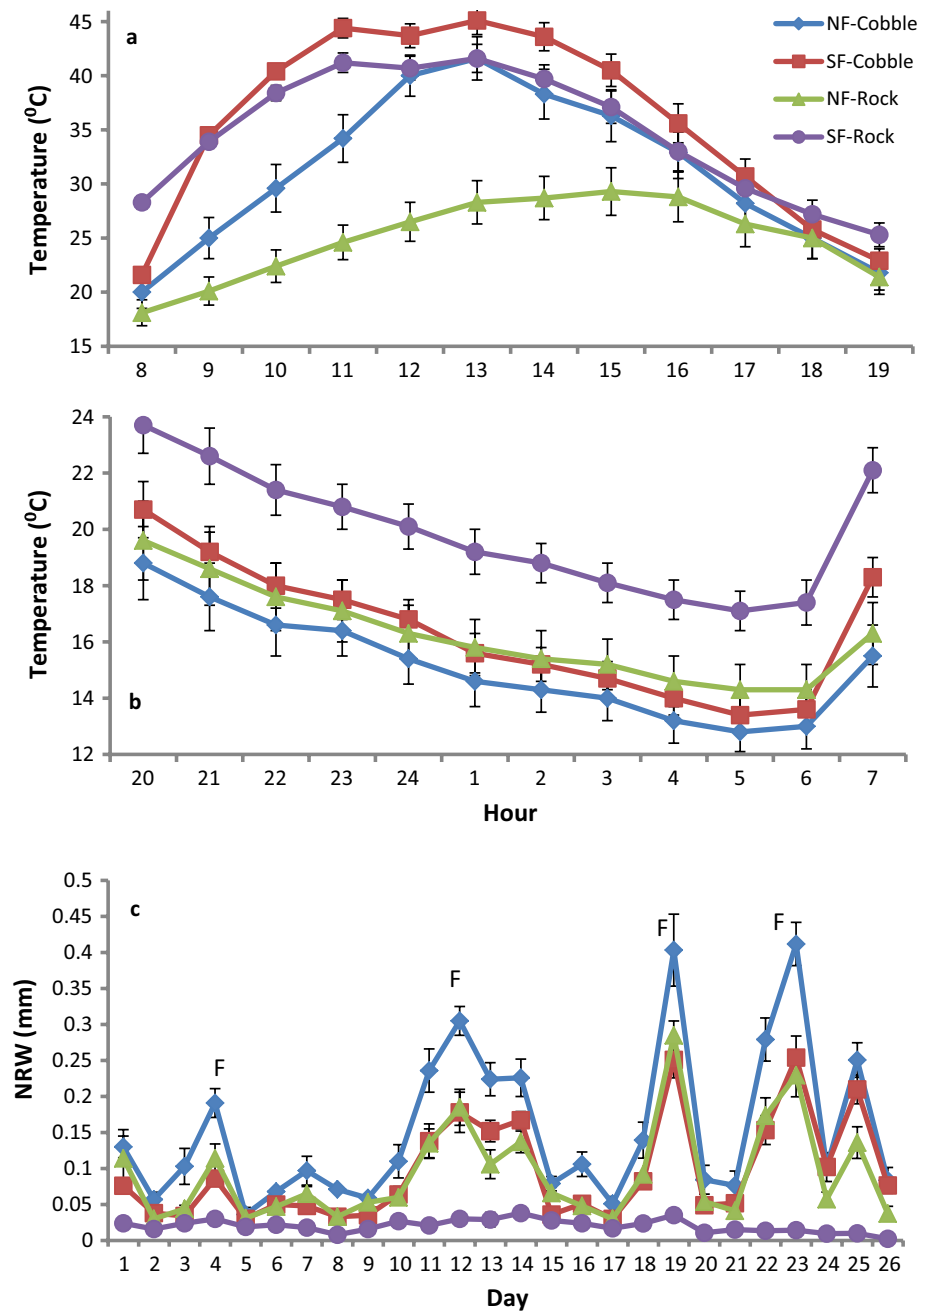 a
NF-Cobble
SF-Cobble
NF-Rock
SF-Rock
Temperature (⁰C)
45
40
35
30
25
20
15
8 9 10 11 12 13 14 15 16 17 18 19
Temperature (⁰C)
24
22
20
18
16
14
12
b
20 21 22 23 24 1 2 3 4 5 6 7
Hour
c
NRW (mm)
0.5
0.45
0.4
0.35
0.3
0.25
0.2
0.15
0.1
0.05
0
F
F
F
F
1 2 3 4 5 6 7 8 9 10 11 12 13 14 15 16 17 18 19 20 21 22 23 24 25 26
Day